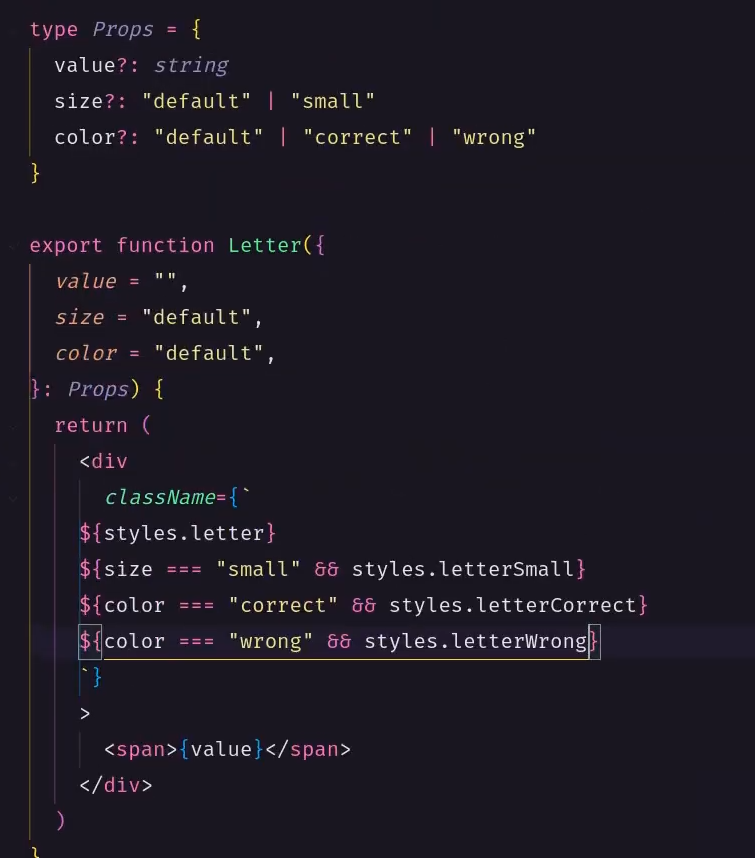 type Props = {
  value?: string
  size?: "default" | "small"
  color?: "default" | "correct" | "wrong"
}

export function Letter({
  value = "",
  size = "default",
  color = "default",
}: Props) {
  return (
    <div
      className={`
    ${styles.letter}
    ${size === "small" && styles.letterSmall}
    ${color === "correct" && styles.letterCorrect}
    ${color === "wrong" && styles.letterWrong}
    `}
    >
      <span>{value}</span>
    </div>
  )
}